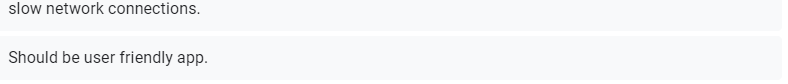 slow network connections.
Should be user friendly app.